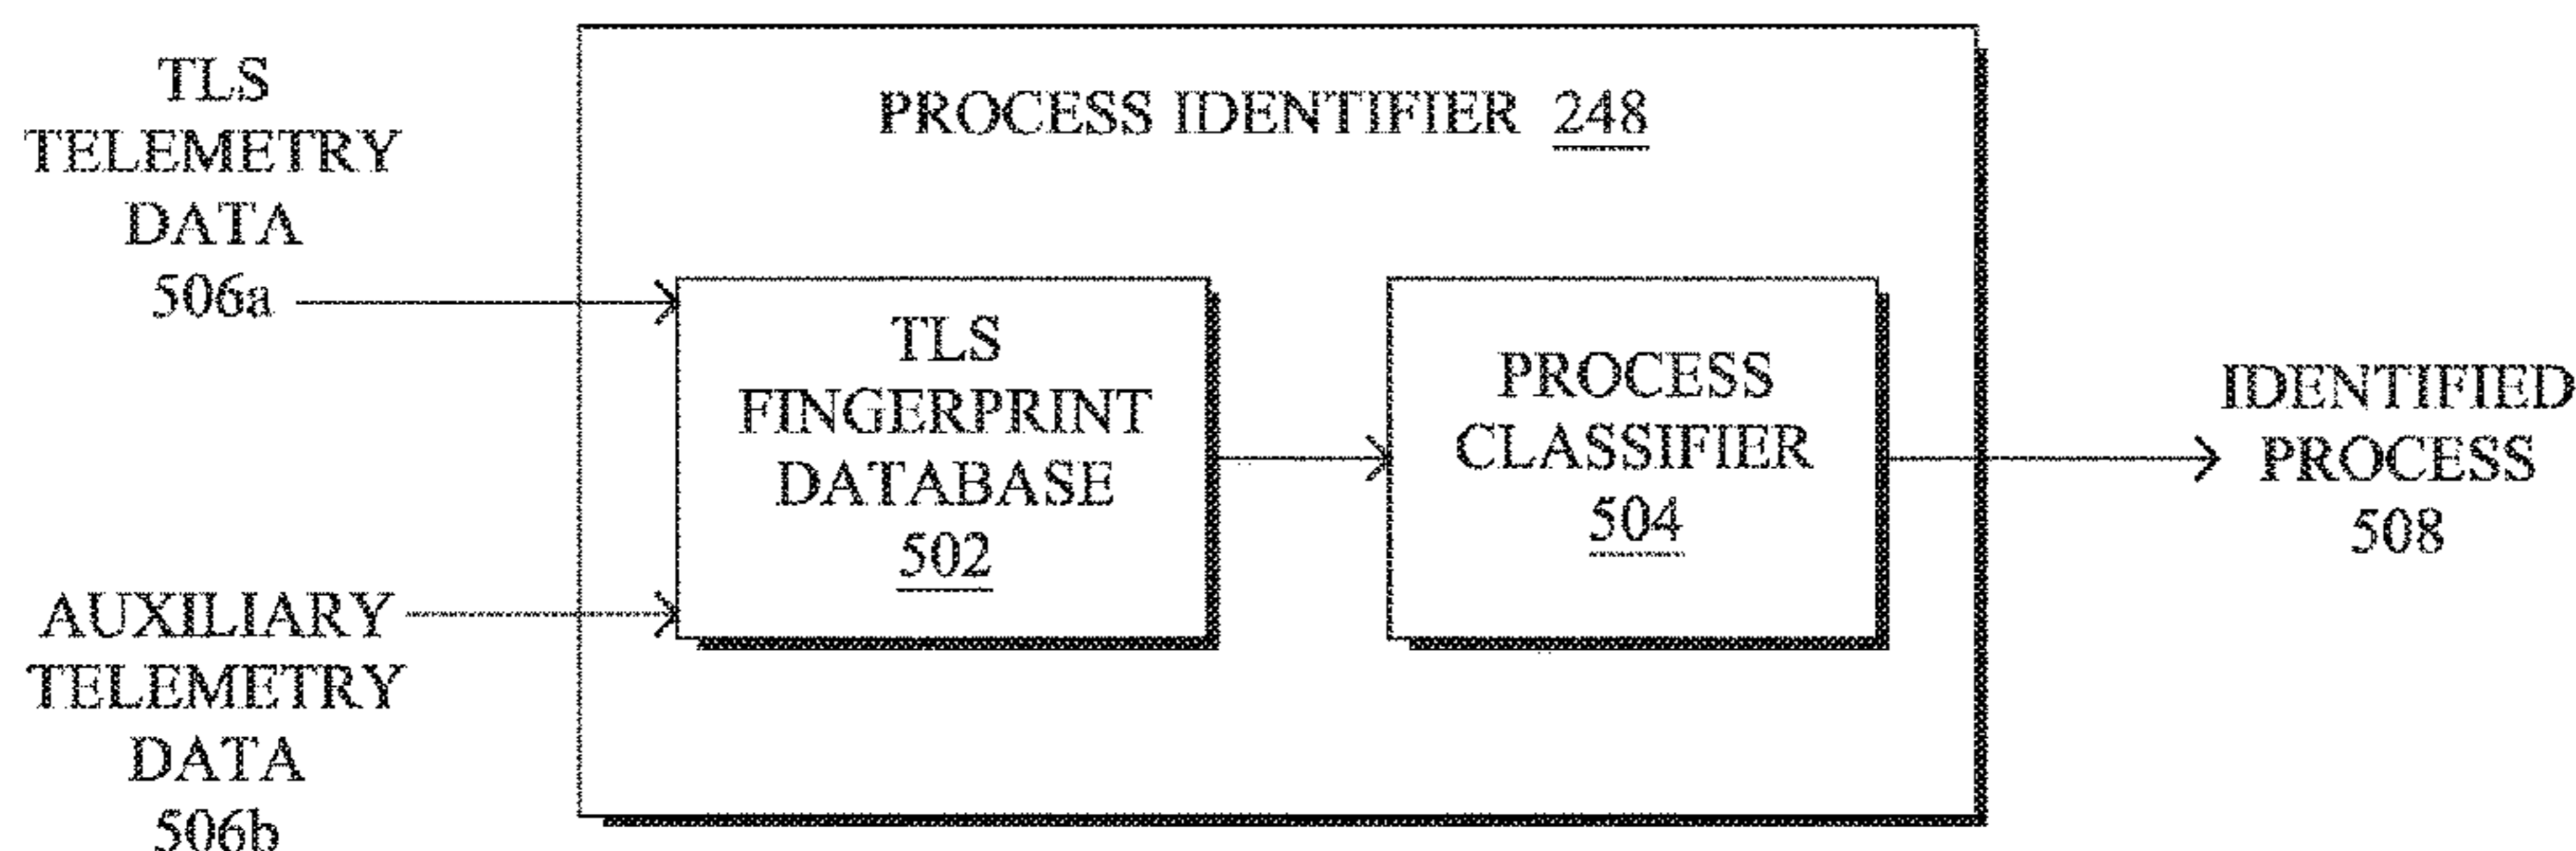 TLS
TELEMETRY
DATA
506a
PROCESS IDENTIFIER 248
TLS
FINGERPRINT
DATABASE
502
PROCESS
CLASSIFIER
504
IDENTIFIED
PROCESS
508
AUXILIARY
TELEMETRY
DATA
506b